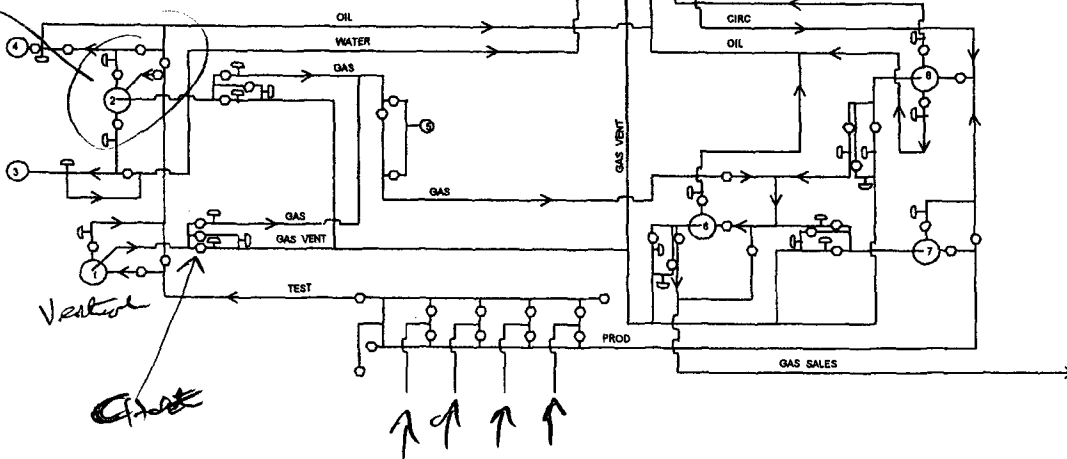 OIL
CIRC
WATER
OIL
4
GAS
6
2
5
GAS VENT
3
GAS
GAS
6
GAS VENT
7
1
TEST
PROD
GAS SALES